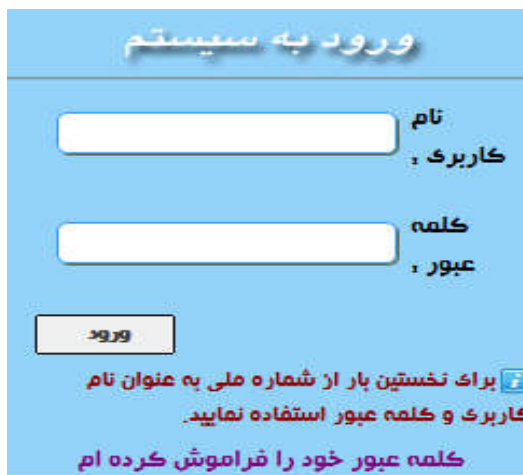 ورود به سیستم
نام
کاربری :
کلمه
عبور :
ورود
برای نخستین بار از شماره ملی به عنوان نام
کاربری و کلمه عبور استفاده نمایید.
کلمه عبور خود را فراموش کرده ام